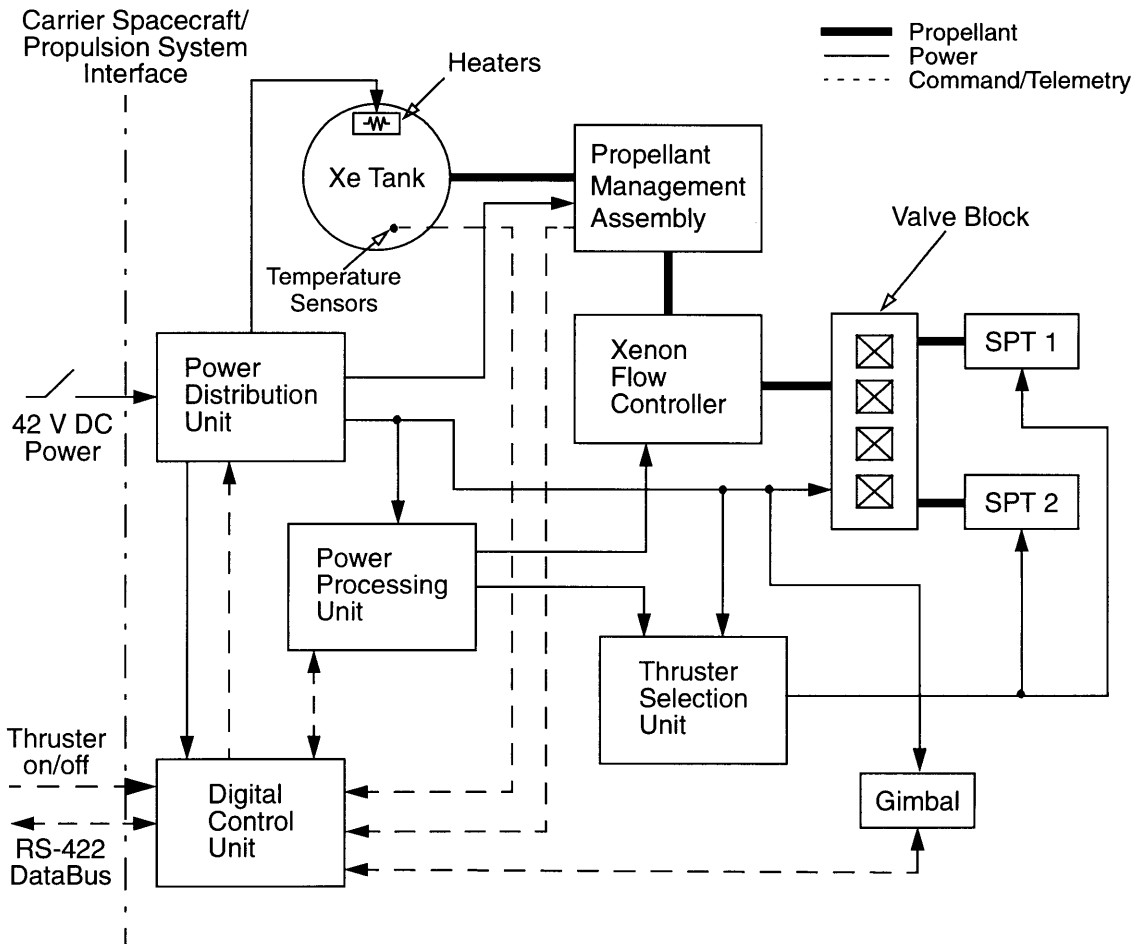 Carrier Spacecraft/
Propulsion System
Interface
Propellant
Power
Command/Telemetry
Heaters
Xe Tank
Propellant
Management
Assembly
Temperature
Sensors
Valve Block
Power
Distribution
Unit
42 V DC
Power
Xenon
Flow
Controller
SPT 1
SPT 2
Power
Processing
Unit
Thruster
Selection
Unit
Thruster
on/off
Digital
Control
Unit
RS-422
DataBus
Gimbal